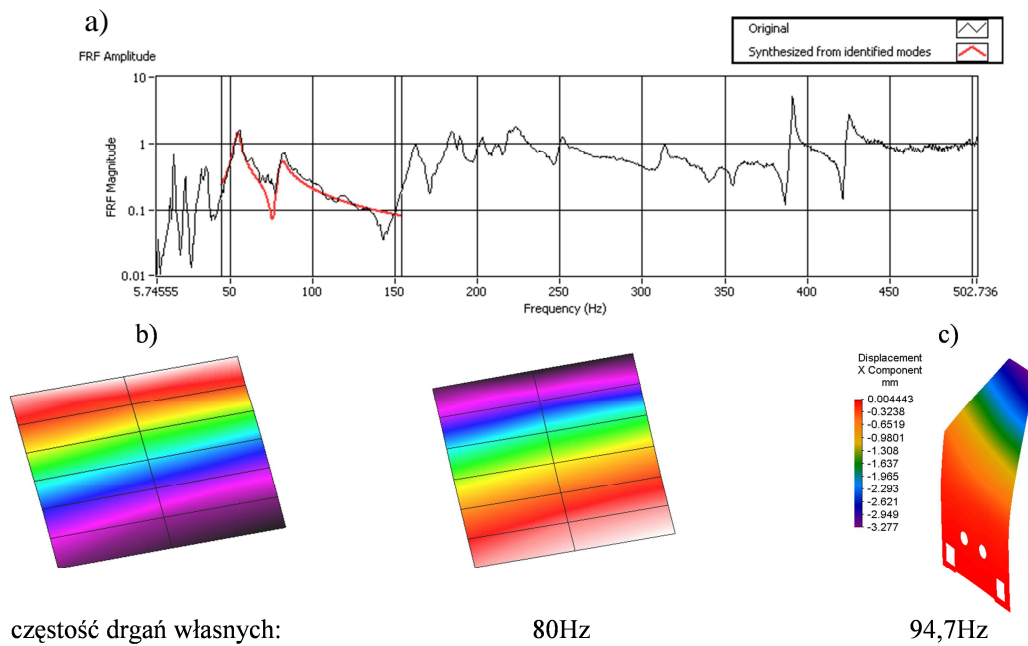 a)
Original
Synthesized from identified modes
FRF Amplitude
FRF Magnitude
10
1
0.1
0.01
5.74555
50
100
150
200
250
300
350
400
450
502.736
Frequency (Hz)
b)
c)
Displacement
X Component
mm
0.004443
-0.3238
-0.6519
-0.9801
-1.308
-1.637
-1.965
-2.293
-2.621
-2.949
-3.277
częstość drgań własnych:
80Hz
94,7Hz